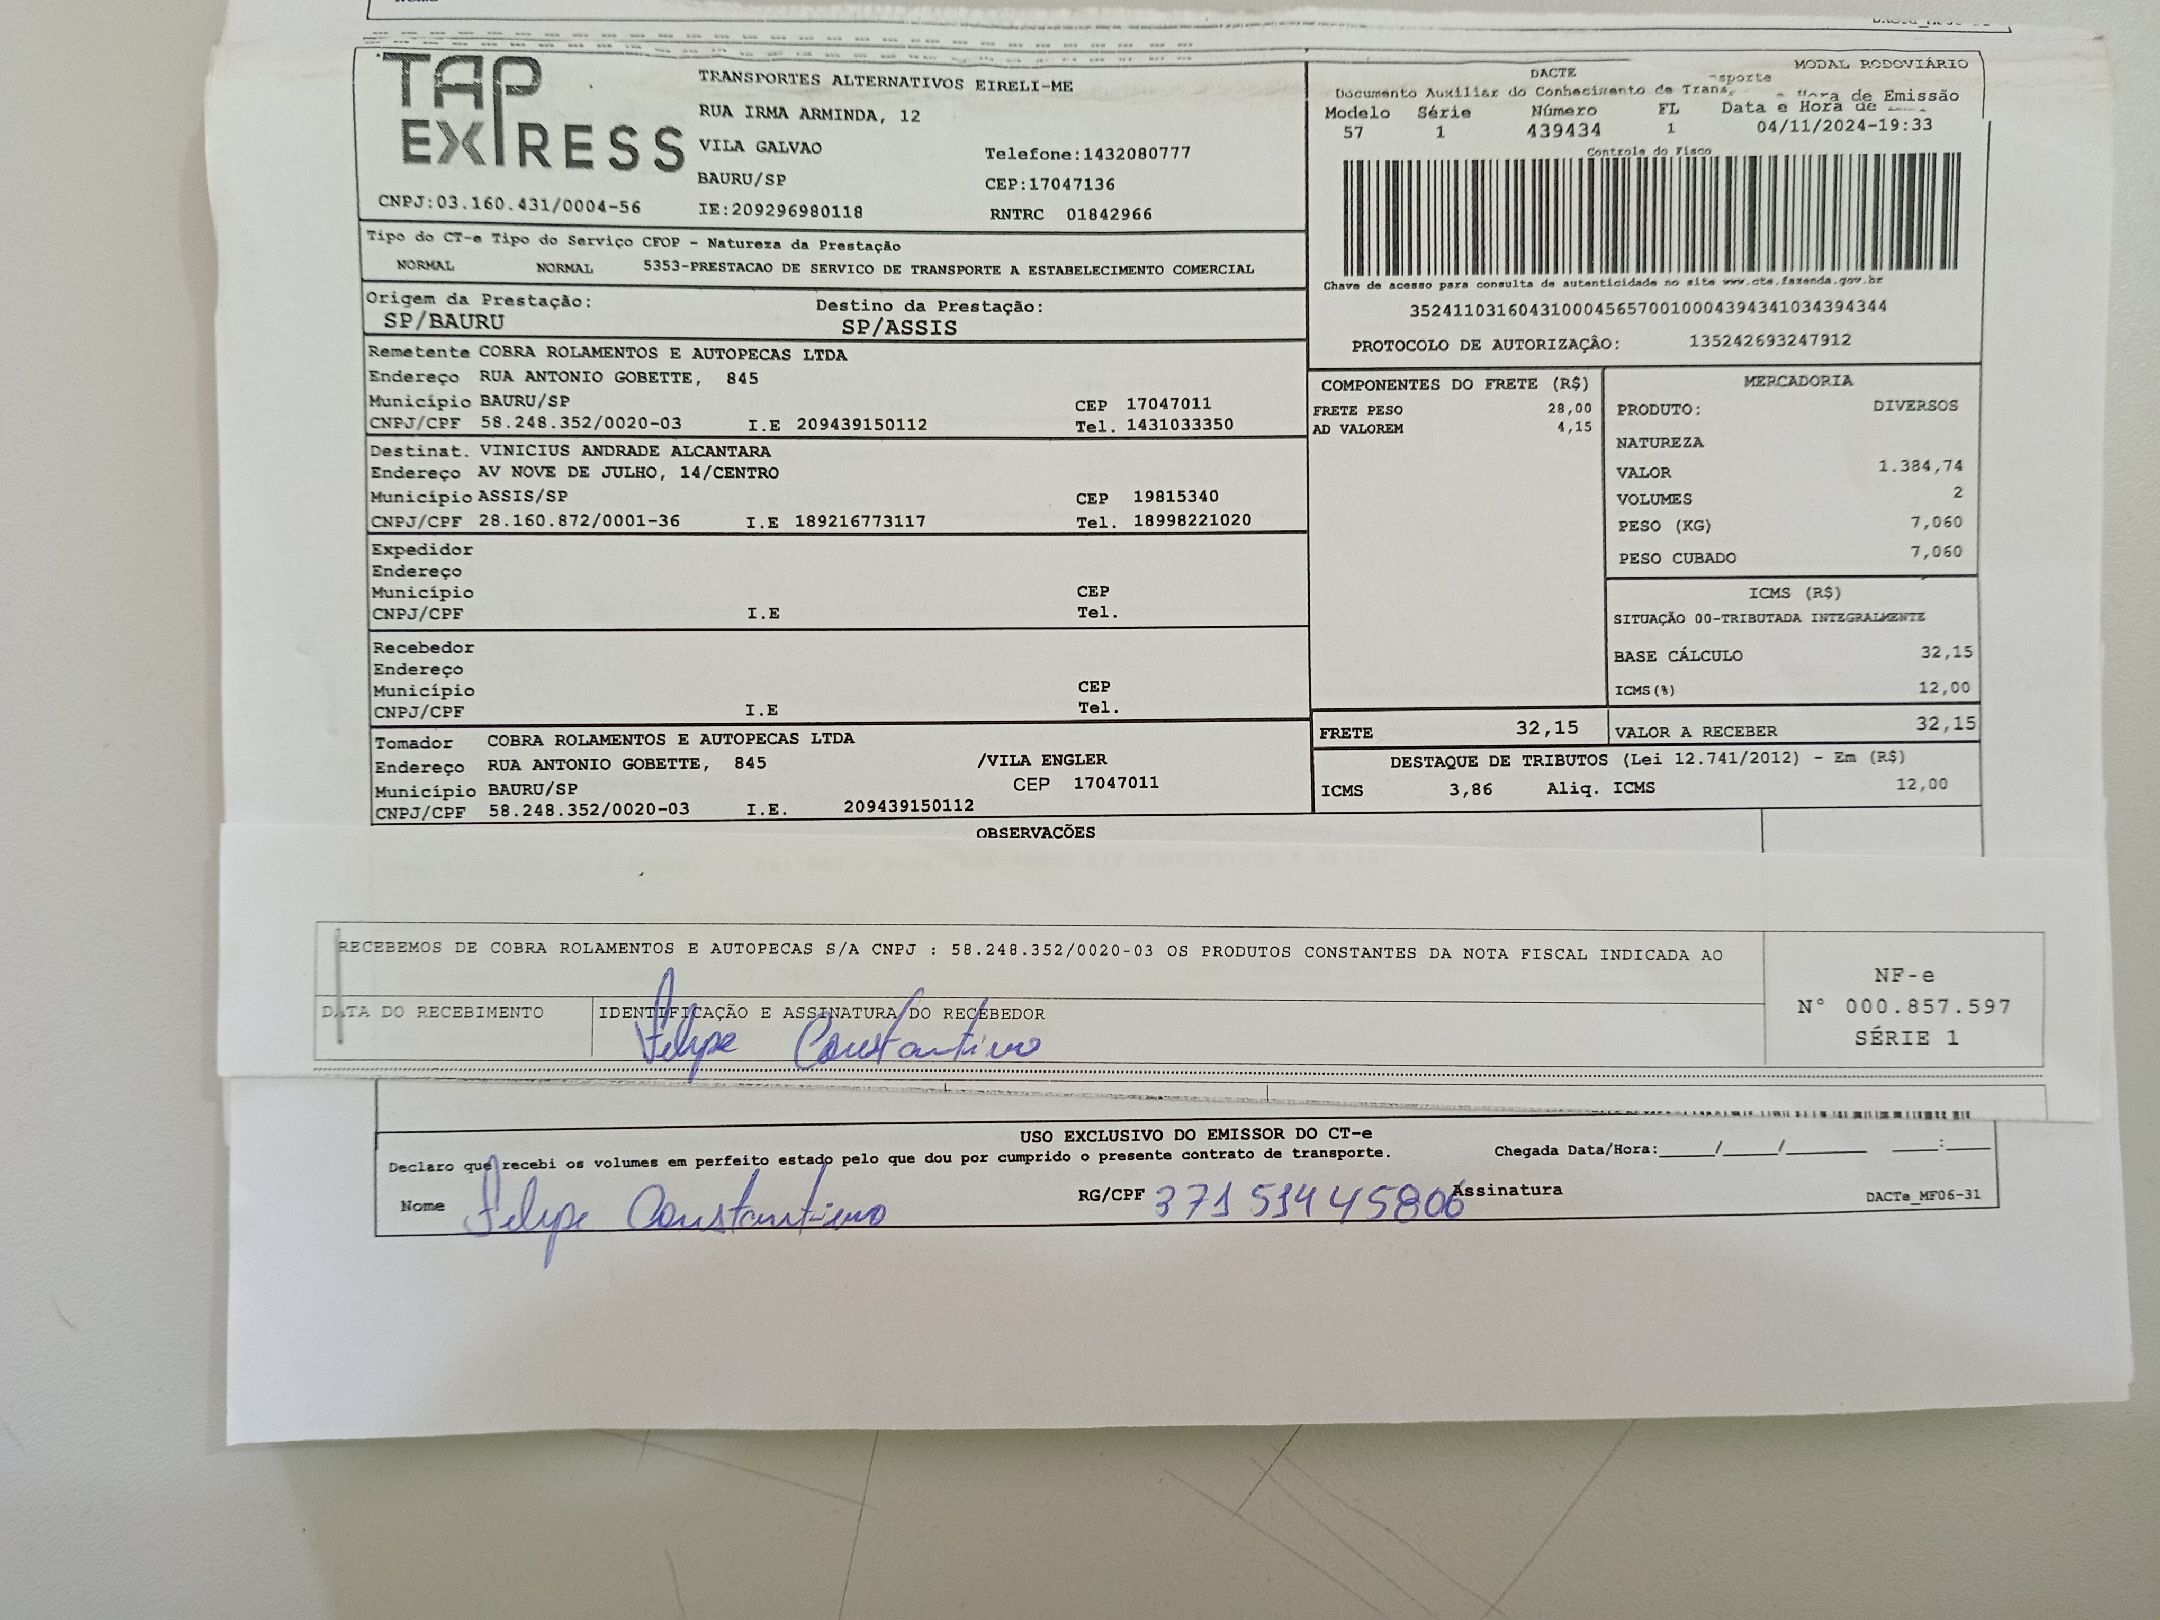 TAP EXPRESS
CNPJ:03.160.431/0004-56
TRANSPORTES ALTERNATIVOS EIRELI-ME
RUA IRMA ARMINDA, 12
VILA GALVAO
Telefone:1432080777
BAURU/SP
CEP:17047136
IE:209296980118
RNTRC 01842966
DACTE
MODAL RODOVIÁRIO
Documento Auxiliar do Conhecimento de Trans
sporte
Modelo Série Número FL Data e Hora de
Hora de Emissão
57 1 439434 1 04/11/2024-19:33
Controle do Fisco
Chave de acesso para consulta de autenticidade no site www.cte.fazenda.gov.br
35241103160431000456570010004394341034394344
PROTOCOLO DE AUTORIZAÇÃO: 135242693247912
Tipo do CT-e Tipo do Serviço CFOP - Natureza da Prestação
NORMAL NORMAL 5353-PRESTACAO DE SERVICO DE TRANSPORTE A ESTABELECIMENTO COMERCIAL
Origem da Prestação: Destino da Prestação:
SP/BAURU SP/ASSIS
Remetente COBRA ROLAMENTOS E AUTOPECAS LTDA
Endereço RUA ANTONIO GOBETTE, 845
Município BAURU/SP CEP 17047011
CNPJ/CPF 58.248.352/0020-03 I.E 209439150112 Tel. 1431033350
Destinat. VINICIUS ANDRADE ALCANTARA
Endereço AV NOVE DE JULHO, 14/CENTRO
Município ASSIS/SP CEP 19815340
CNPJ/CPF 28.160.872/0001-36 I.E 189216773117 Tel. 18998221020
Expedidor
Endereço
Município CEP
CNPJ/CPF I.E Tel.
Recebedor
Endereço
Município CEP
CNPJ/CPF I.E Tel.
Tomador COBRA ROLAMENTOS E AUTOPECAS LTDA
Endereço RUA ANTONIO GOBETTE, 845 /VILA ENGLER
Município BAURU/SP CEP 17047011
CNPJ/CPF 58.248.352/0020-03 I.E. 209439150112
COMPONENTES DO FRETE (R$)
FRETE PESO 28,00
AD VALOREM 4,15
MERCADORIA
PRODUTO: DIVERSOS
NATUREZA
VALOR 1.384,74
VOLUMES 2
PESO (KG) 7,060
PESO CUBADO 7,060
ICMS (R$)
SITUAÇÃO 00-TRIBUTADA INTEGRALMENTE
BASE CÁLCULO 32,15
ICMS(%) 12,00
FRETE 32,15 VALOR A RECEBER 32,15
DESTAQUE DE TRIBUTOS (Lei 12.741/2012) - Em (R$)
ICMS 3,86 Aliq. ICMS 12,00
OBSERVACÕES
RECEBEMOS DE COBRA ROLAMENTOS E AUTOPECAS S/A CNPJ : 58.248.352/0020-03 OS PRODUTOS CONSTANTES DA NOTA FISCAL INDICADA AO
DATA DO RECEBIMENTO IDENTIFICAÇÃO E ASSINATURA DO RECEBEDOR
Felipe Constantino
NF-e
N° 000.857.597
SÉRIE 1
USO EXCLUSIVO DO EMISSOR DO CT-e
Declaro que recebi os volumes em perfeito estado pelo que dou por cumprido o presente contrato de transporte. Chegada Data/Hora:____/____/______ ____:____
Nome Felipe Constantino RG/CPF 37151445806 Assinatura
DACTe_MF06-31